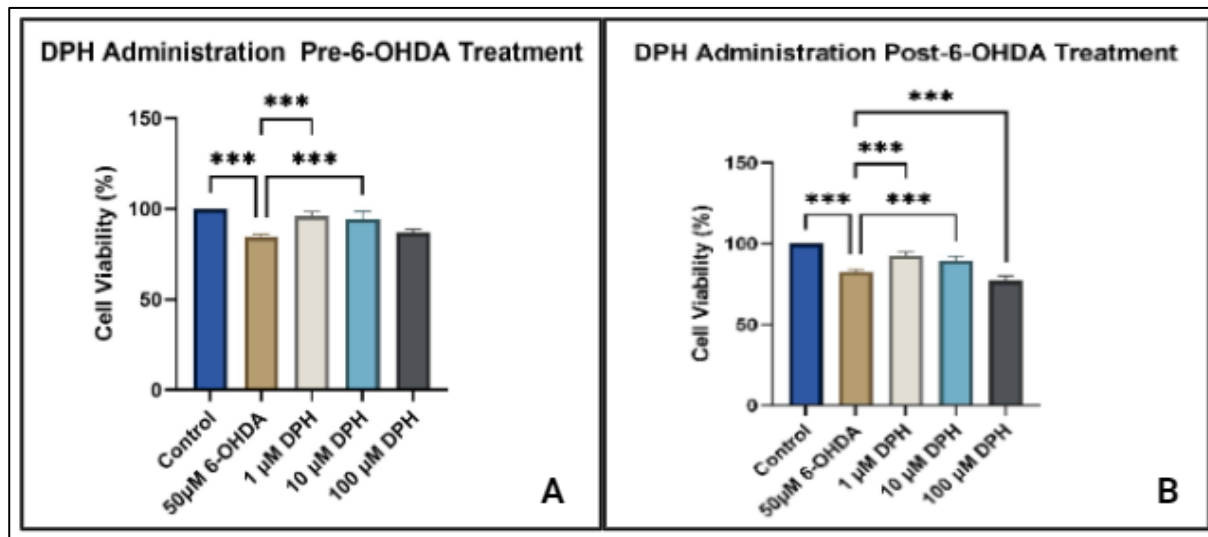 DPH Administration Pre-6-OHDA Treatment
***
*** ***
150
100
50
0
Cell Viability (%)
Control
50µM 6-OHDA
1 µM DPH
10 µM DPH
100 µM DPH
A
DPH Administration Post-6-OHDA Treatment
***
***
*** ***
150
100
50
0
Cell Viability (%)
Control
50µM 6-OHDA
1 µM DPH
10 µM DPH
100 µM DPH
B